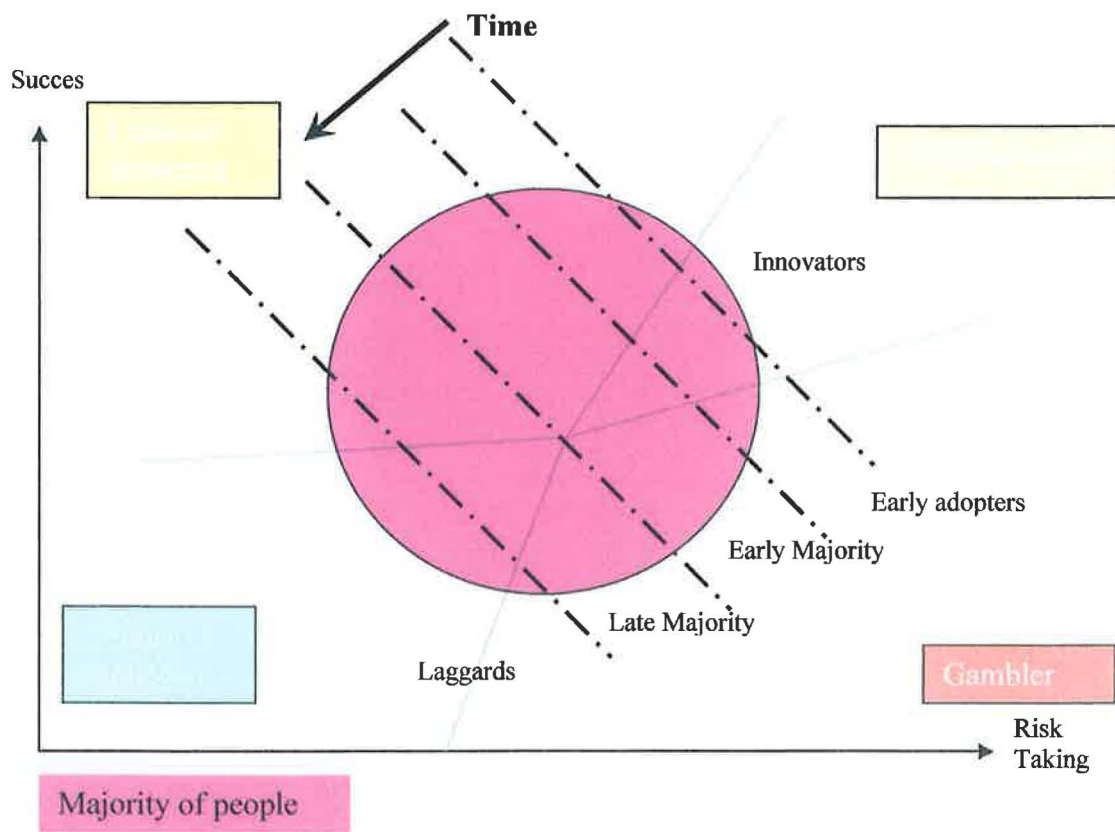 Time
Succes
Innovators
Early adopters
Early Majority
Late Majority
Laggards
Gambler
Risk
Taking
Majority of people